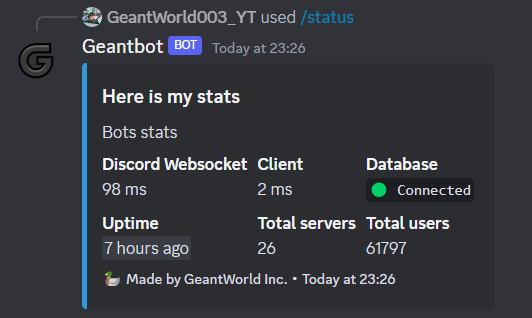 GeantWorld003_YT used /status
Geantbot BOT Today at 23:26
Here is my stats
Bots stats
Discord Websocket Client Database
98 ms 2 ms Connected
Uptime Total servers Total users
7 hours ago 26 61797
Made by GeantWorld Inc. • Today at 23:26